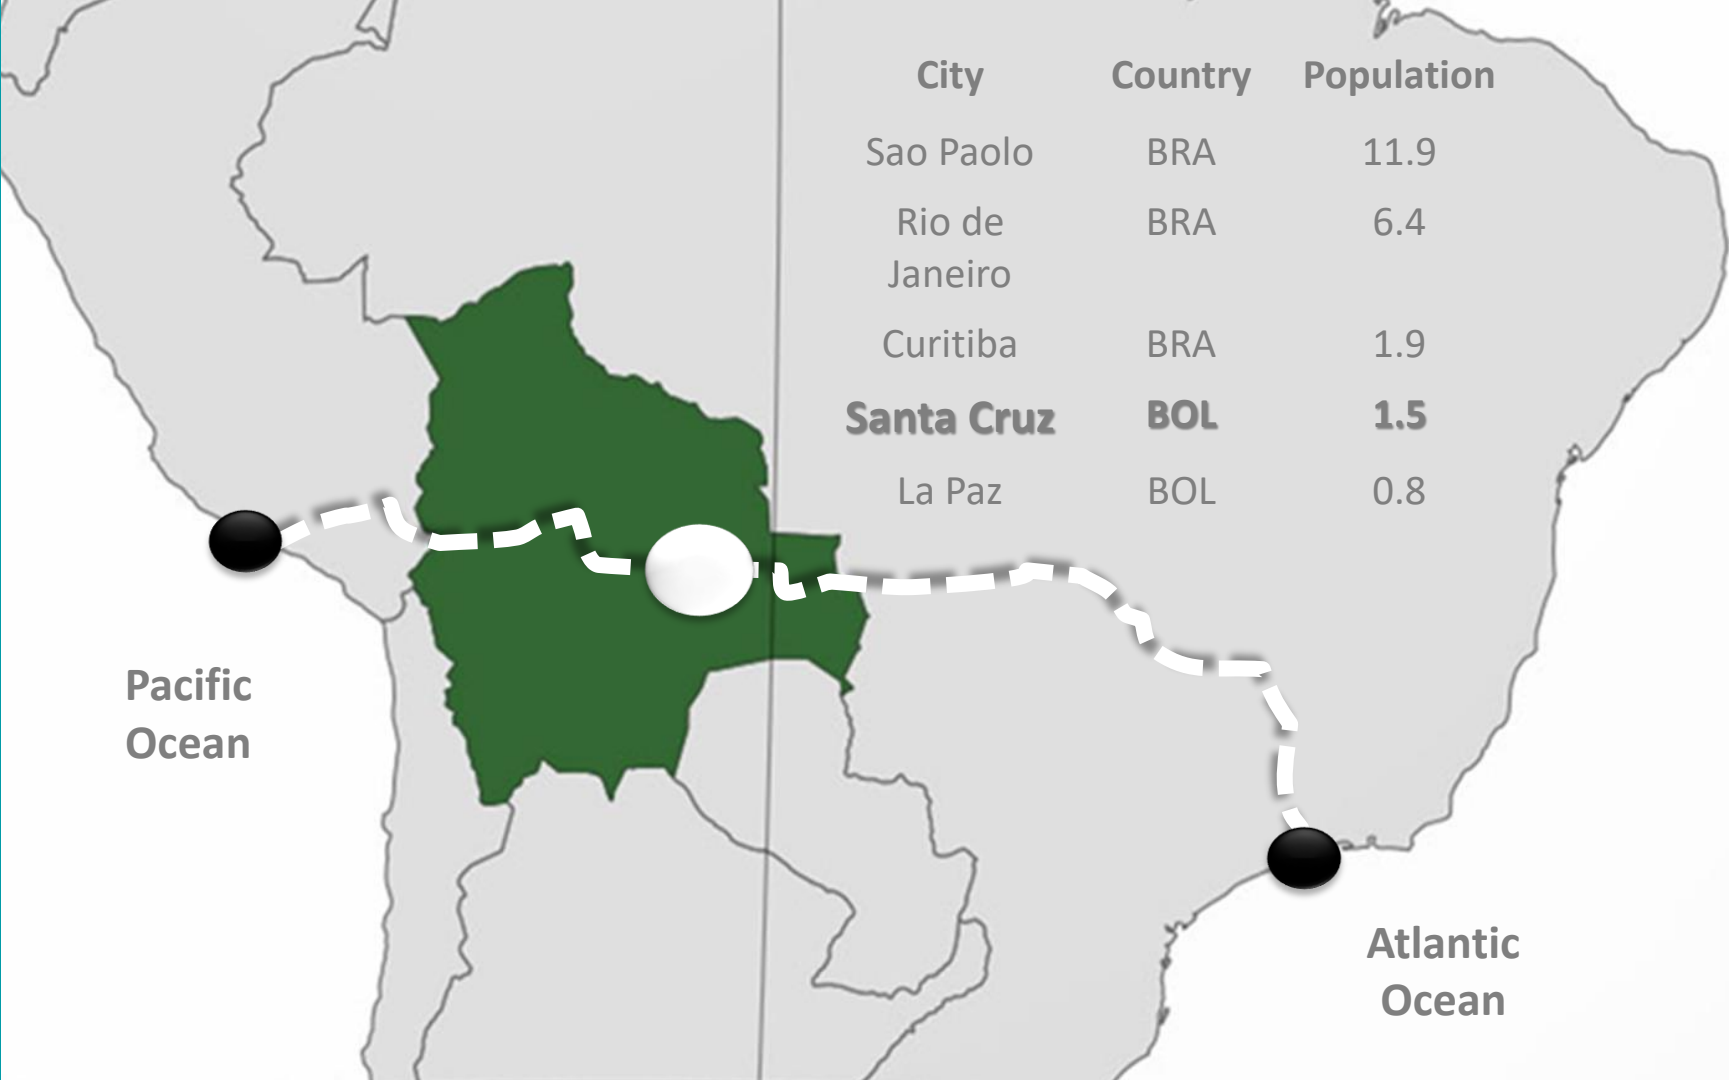 City Country Population
Sao Paolo BRA 11.9
Rio de BRA 6.4
Janeiro
Curitiba BRA 1.9
Santa Cruz BOL 1.5
La Paz BOL 0.8
Pacific
Ocean
Atlantic
Ocean